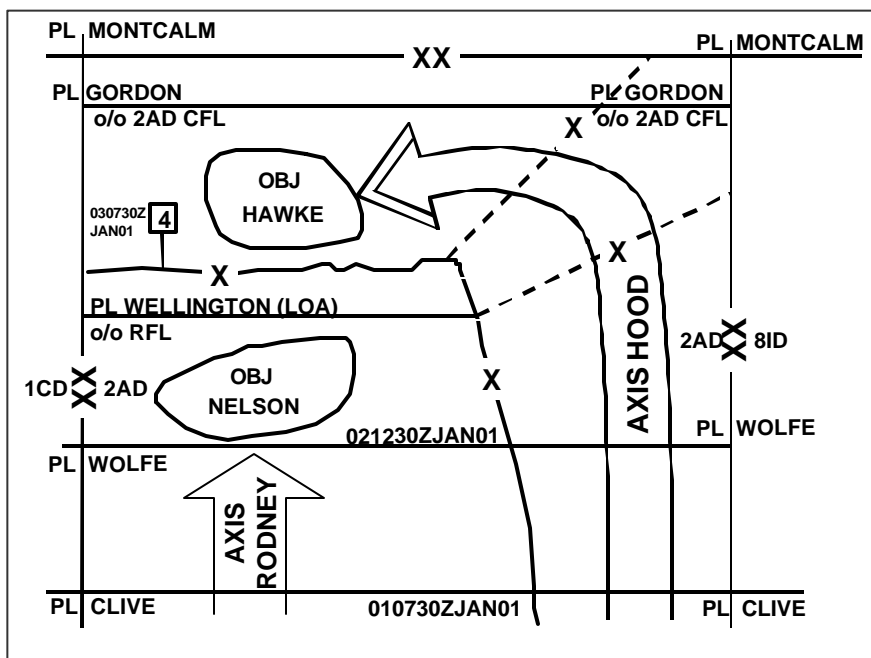 PL MONTCALM
PL MONTCALM
XX
PL GORDON
PL GORDON
o/o 2AD CFL
o/o 2AD CFL
X
OBJ
HAWKE
030730Z
JAN01
4
X
X
PL WELLINGTON (LOA)
o/o RFL
AXIS HOOD
2AD XX 8ID
OBJ
NELSON
X
1CD XX 2AD
021230ZJAN01
PL WOLFE
PL WOLFE
AXIS
RODNEY
PL CLIVE
010730ZJAN01
PL CLIVE